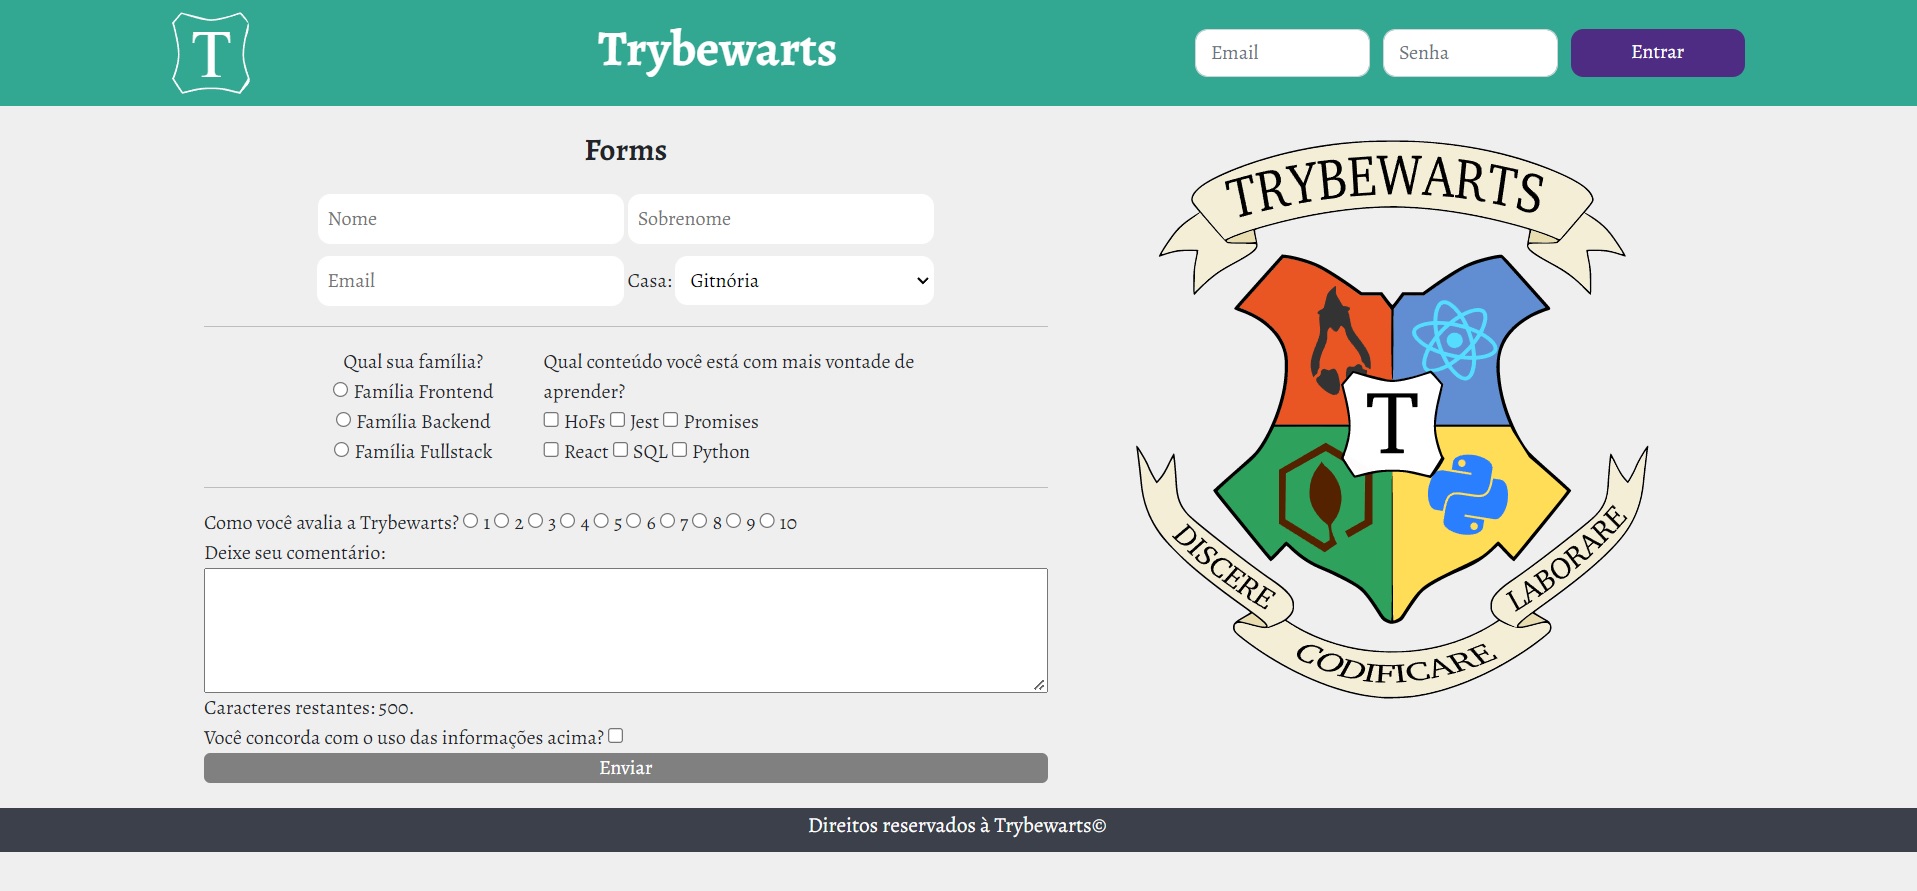 T
Trybewarts
Email Senha Entrar
Forms
Nome Sobrenome
Email Casa: Gitnória
Qual sua família?
Família Frontend
Família Backend
Família Fullstack
Qual conteúdo você está com mais vontade de
aprender?
HoFs Jest Promises
React SQL Python
Como você avalia a Trybewarts? 1 2 3 4 5 6 7 8 9 10
Deixe seu comentário:
Caracteres restantes: 500.
Você concorda com o uso das informações acima?
Enviar
TRYBEWARTS
T
DISCERE
CODIFICARE
LABORARE
Direitos reservados à Trybewarts©